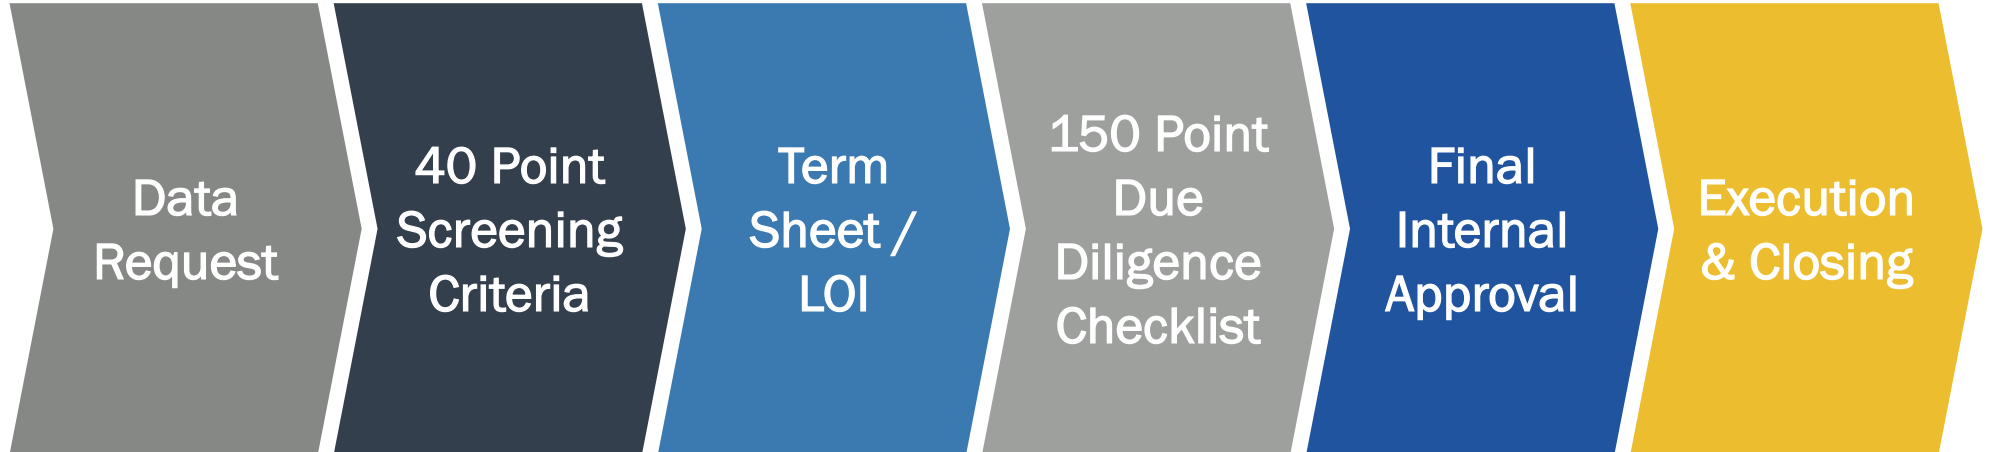 Data
Request
40 Point
Screening
Criteria
Term
Sheet /
LOI
150 Point
Due
Diligence
Checklist
Final
Internal
Approval
Execution
& Closing